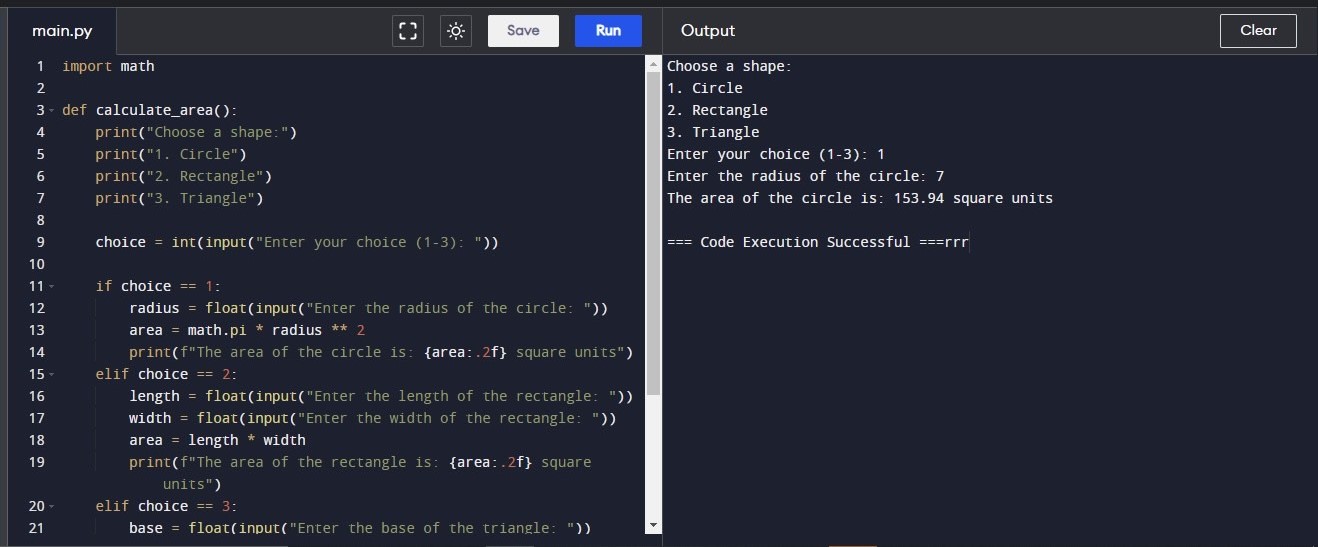 main.py
Save
Run
Output
Clear
1 import math
2
3 def calculate_area():
4     print("Choose a shape:")
5     print("1. Circle")
6     print("2. Rectangle")
7     print("3. Triangle")
8
9     choice = int(input("Enter your choice (1-3): "))
10
11     if choice == 1:
12         radius = float(input("Enter the radius of the circle: "))
13         area = math.pi * radius ** 2
14         print(f"The area of the circle is: {area:.2f} square units")
15     elif choice == 2:
16         length = float(input("Enter the length of the rectangle: "))
17         width = float(input("Enter the width of the rectangle: "))
18         area = length * width
19         print(f"The area of the rectangle is: {area:.2f} square
units")
20     elif choice == 3:
21         base = float(input("Enter the base of the triangle: "))
Choose a shape:
1. Circle
2. Rectangle
3. Triangle
Enter your choice (1-3): 1
Enter the radius of the circle: 7
The area of the circle is: 153.94 square units
=== Code Execution Successful ===rrr